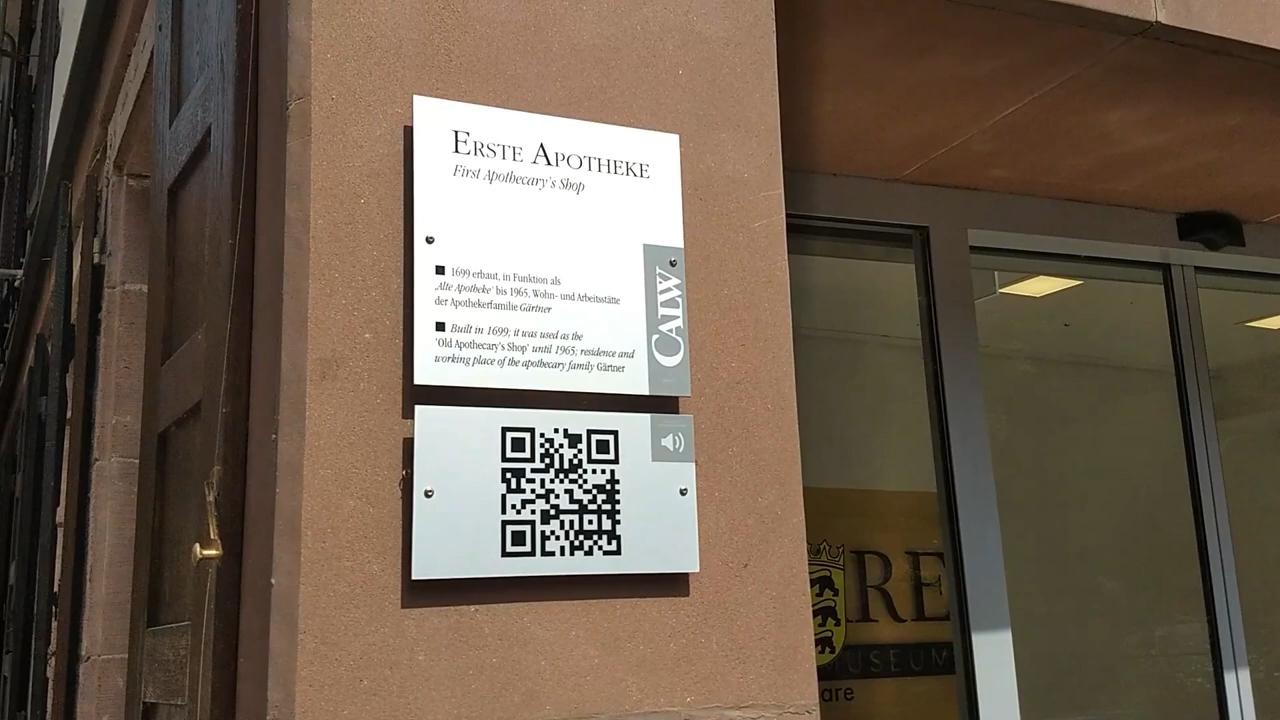 ERSTE APOTHEKE
First Apothecary's Shop
■ 1699 erbaut, in Funktion als
‚Alte Apotheke' bis 1965, Wohn- und Arbeitsstätte
der Apothekerfamilie Gärtner
■ Built in 1699; it was used as the
'Old Apothecary's Shop' until 1965; residence and
working place of the apothecary family Gärtner
CALW
RE
MUSEUM
are